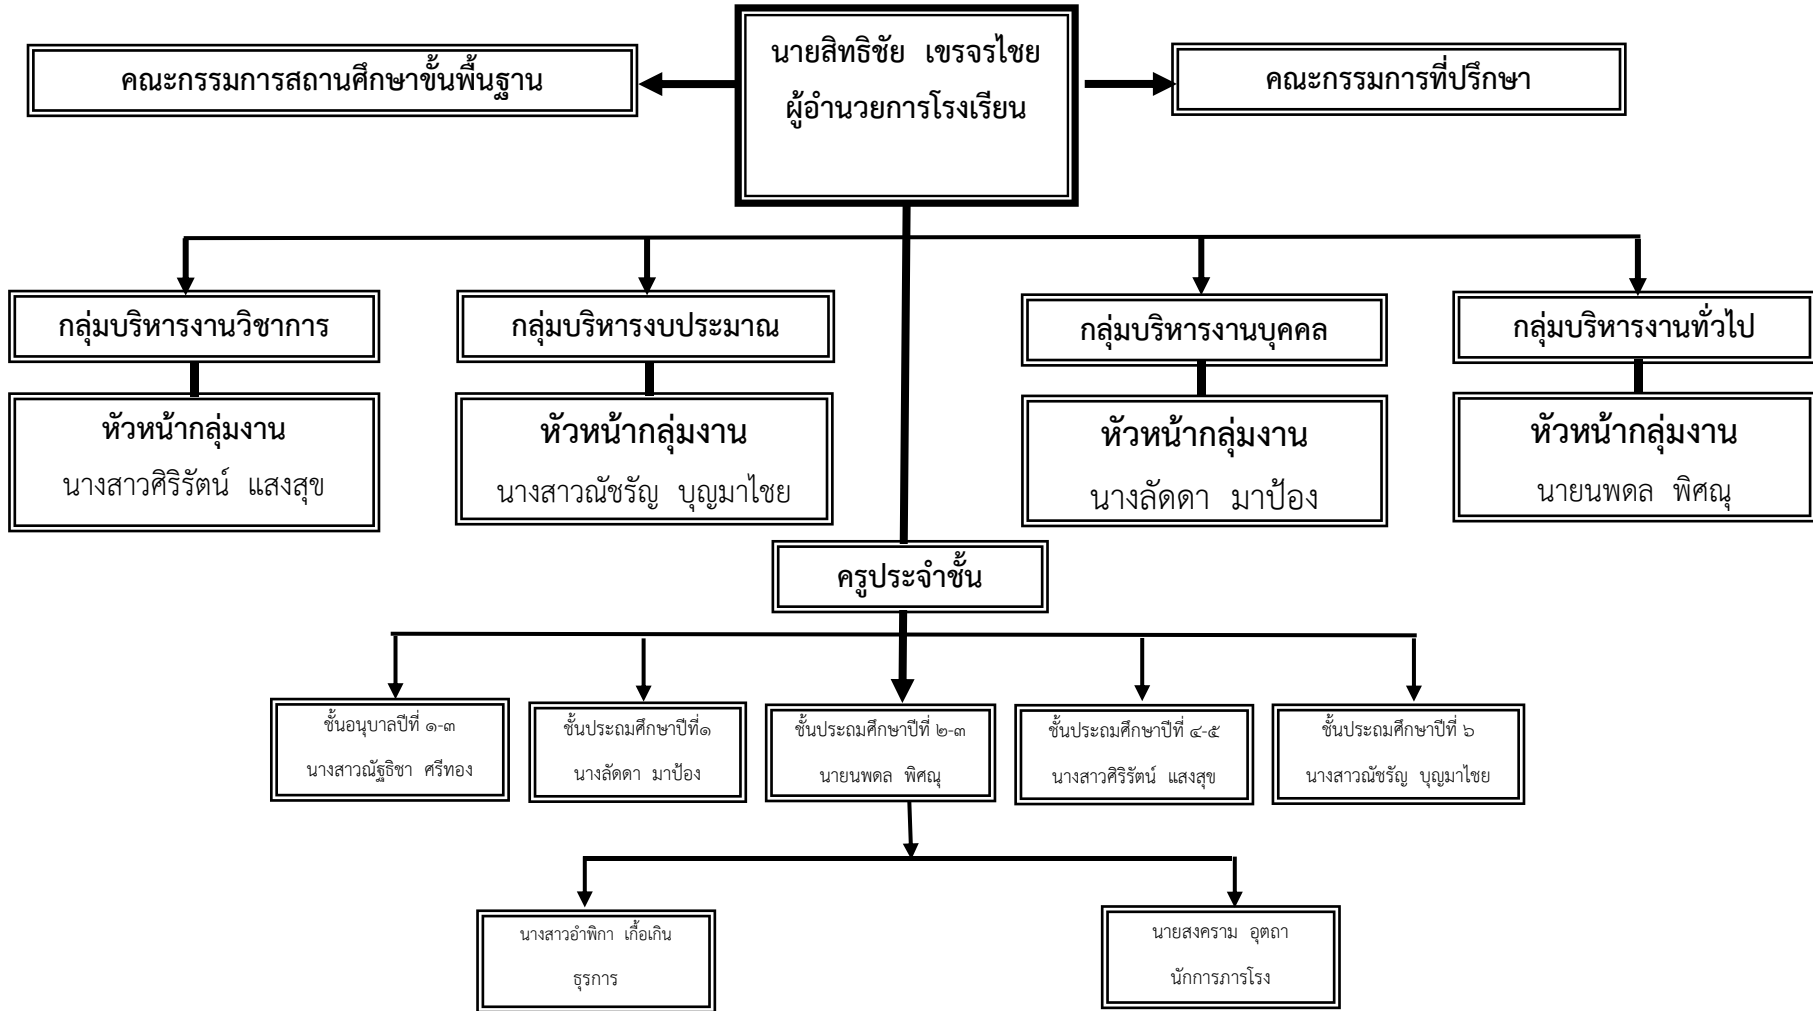 นายสิทธิชัย เขรจรไชย
ผู้อำนวยการโรงเรียน
คณะกรรมการสถานศึกษาขั้นพื้นฐาน
คณะกรรมการที่ปรึกษา
กลุ่มบริหารงานวิชาการ
กลุ่มบริหารงบประมาณ
กลุ่มบริหารงานบุคคล
กลุ่มบริหารงานทั่วไป
หัวหน้ากลุ่มงาน
นางสาวศิริรัตน์ แสงสุข
หัวหน้ากลุ่มงาน
นางสาวณัชรัญ บุญมาไชย
หัวหน้ากลุ่มงาน
นางลัดดา มาป้อง
หัวหน้ากลุ่มงาน
นายนพดล พิศณุ
ครูประจำชั้น
ชั้นอนุบาลปีที่ ๑-๓
นางสาวณัฐธิชา ศรีทอง
ชั้นประถมศึกษาปีที่๑
นางลัดดา มาป้อง
ชั้นประถมศึกษาปีที่ ๒-๓
นายนพดล พิศณุ
ชั้นประถมศึกษาปีที่ ๔-๕
นางสาวศิริรัตน์ แสงสุข
ชั้นประถมศึกษาปีที่ ๖
นางสาวณัชรัญ บุญมาไชย
นางสาวอำพิกา เกื้อเกิน
ธุรการ
นายสงคราม อุตถา
นักการภารโรง